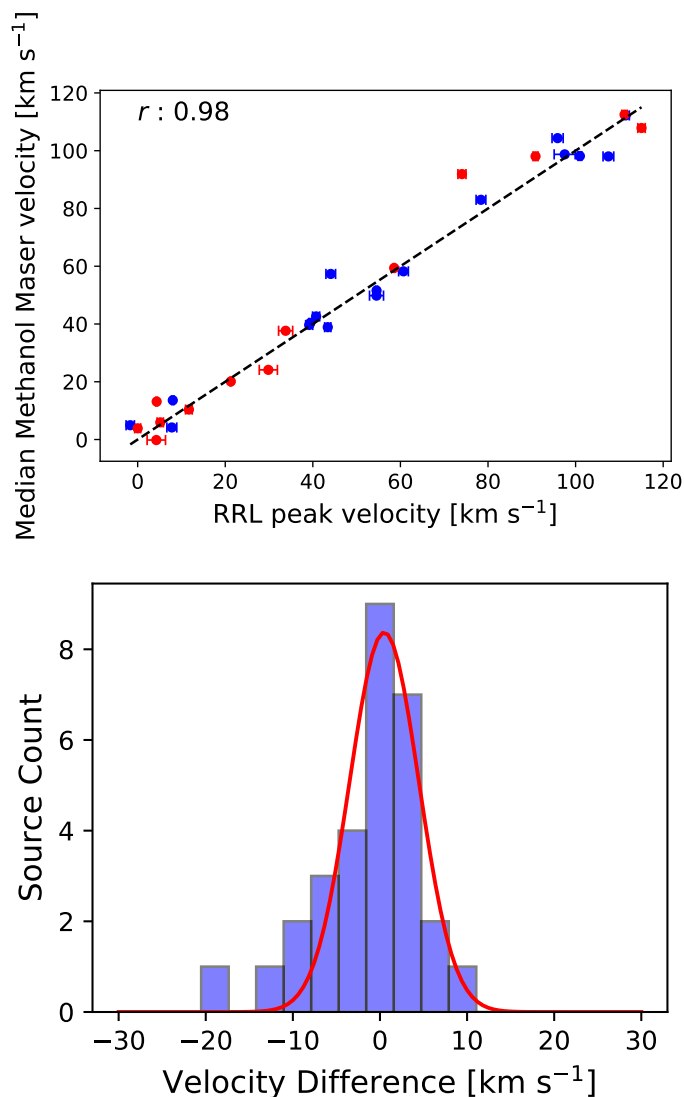 Median Methanol Maser velocity [km s⁻¹]
r : 0.98
120
100
80
60
40
20
0
0 20 40 60 80 100 120
RRL peak velocity [km s⁻¹]
Source Count
8
6
4
2
0
−30 −20 −10 0 10 20 30
Velocity Difference [km s⁻¹]